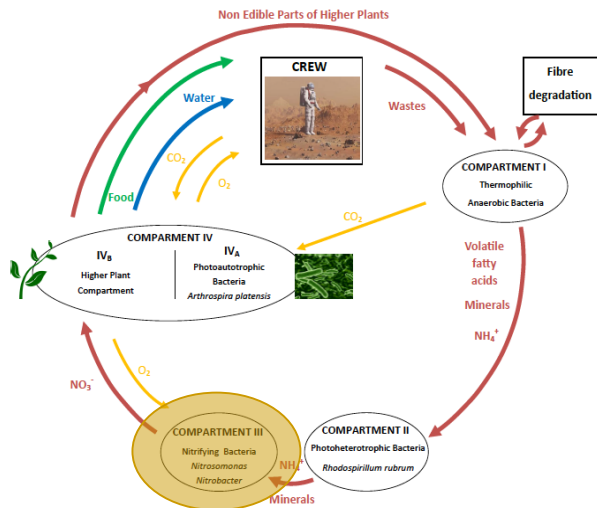 Non Edible Parts of Higher Plants
CREW
Fibre
degradation
Water
Wastes
CO2
O2
Food
COMPARTMENT I
Thermophilic
Anaerobic Bacteria
CO2
COMPARMENT IV
IVB
Higher Plant
Compartment
IVA
Photoautotrophic
Bacteria
Arthrospira platensis
Volatile
fatty
acids
Minerals
NH4+
O2
NO3-
COMPARTMENT III
Nitrifying Bacteria
Nitrosomonas
Nitrobacter
COMPARTMENT II
Photoheterotrophic Bacteria
Rhodospirillum rubrum
NH4+
Minerals